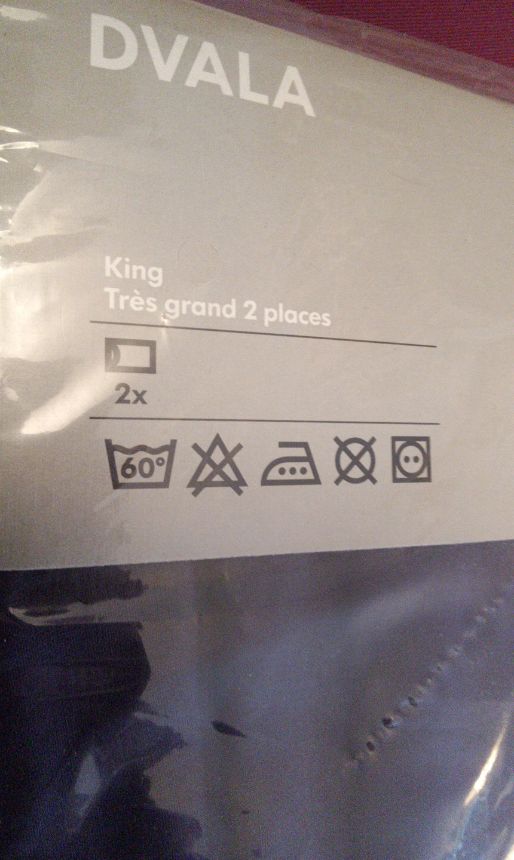 DVALA
King
Très grand 2 places
2x
60°